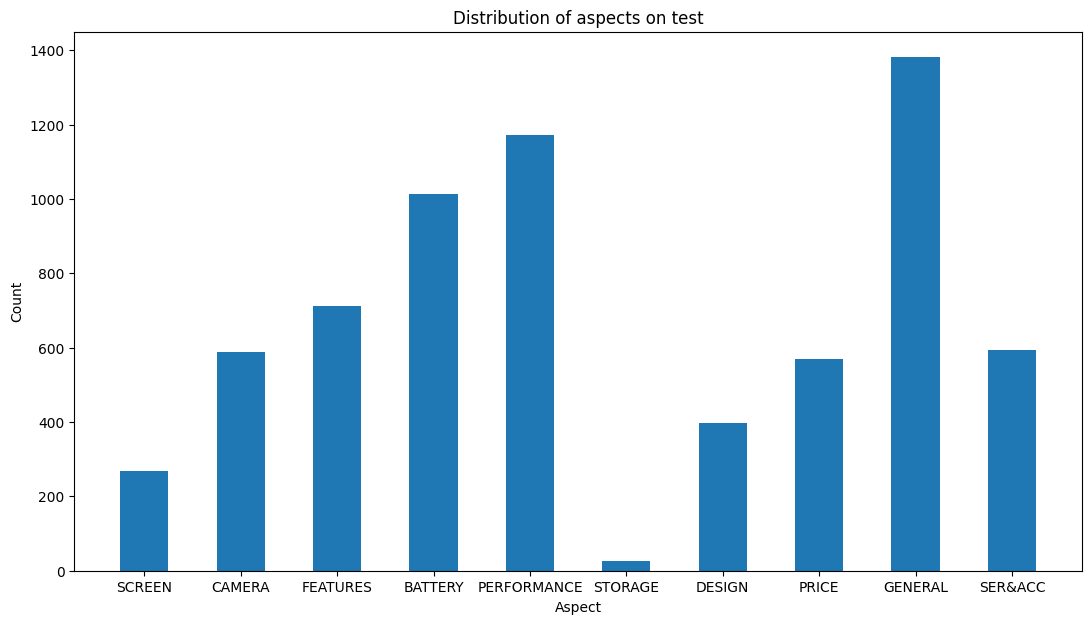 Distribution of aspects on test
1400
1200
1000
800
600
400
200
0
Count
SCREEN CAMERA FEATURES BATTERY PERFORMANCE STORAGE DESIGN PRICE GENERAL SER&ACC
Aspect